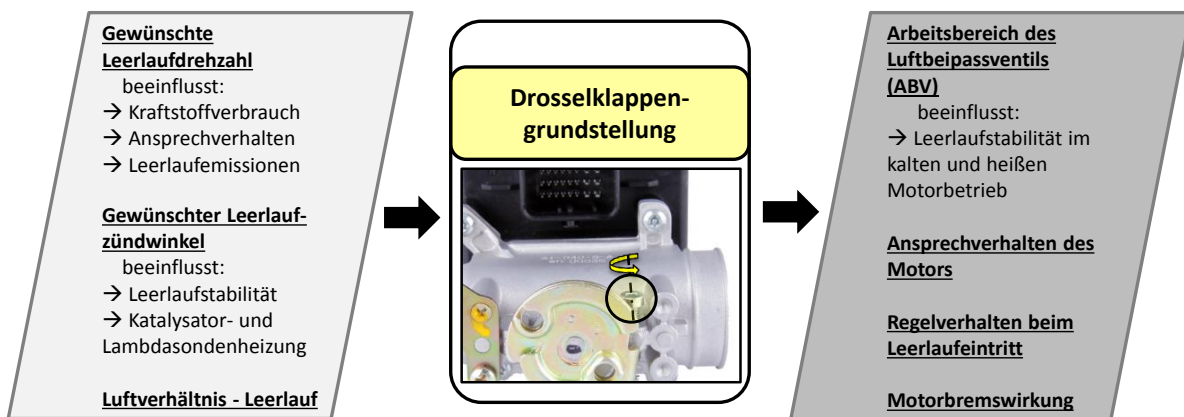 Gewünschte
Leerlaufdrehzahl
beeinflusst:
→ Kraftstoffverbrauch
→ Ansprechverhalten
→ Leerlaufemissionen
Gewünschter Leerlauf-
zündwinkel
beeinflusst:
→ Leerlaufstabilität
→ Katalysator- und
Lambdasondenheizung
Luftverhältnis - Leerlauf
Drosselklappen-
grundstellung
Arbeitsbereich des
Luftbeipassventils
(ABV)
beeinflusst:
→ Leerlaufstabilität im
kalten und heißen
Motorbetrieb
Ansprechverhalten des
Motors
Regelverhalten beim
Leerlaufeintritt
Motorbremswirkung